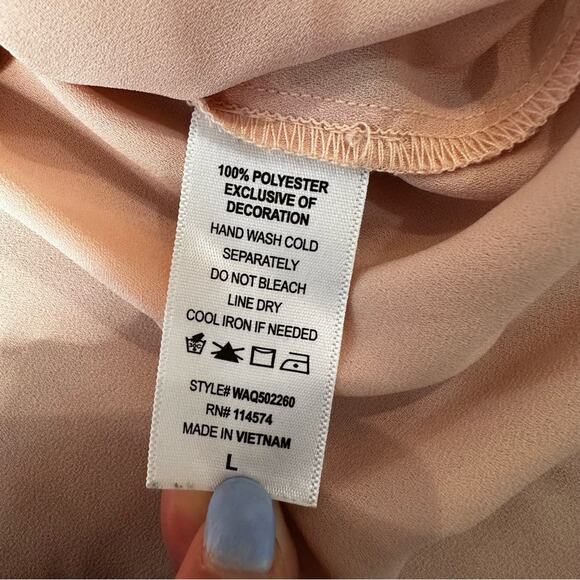 100% POLYESTER
EXCLUSIVE OF
DECORATION
HAND WASH COLD
SEPARATELY
DO NOT BLEACH
LINE DRY
COOL IRON IF NEEDED
30C
STYLE# WAQ502260
RN# 114574
MADE IN VIETNAM
L